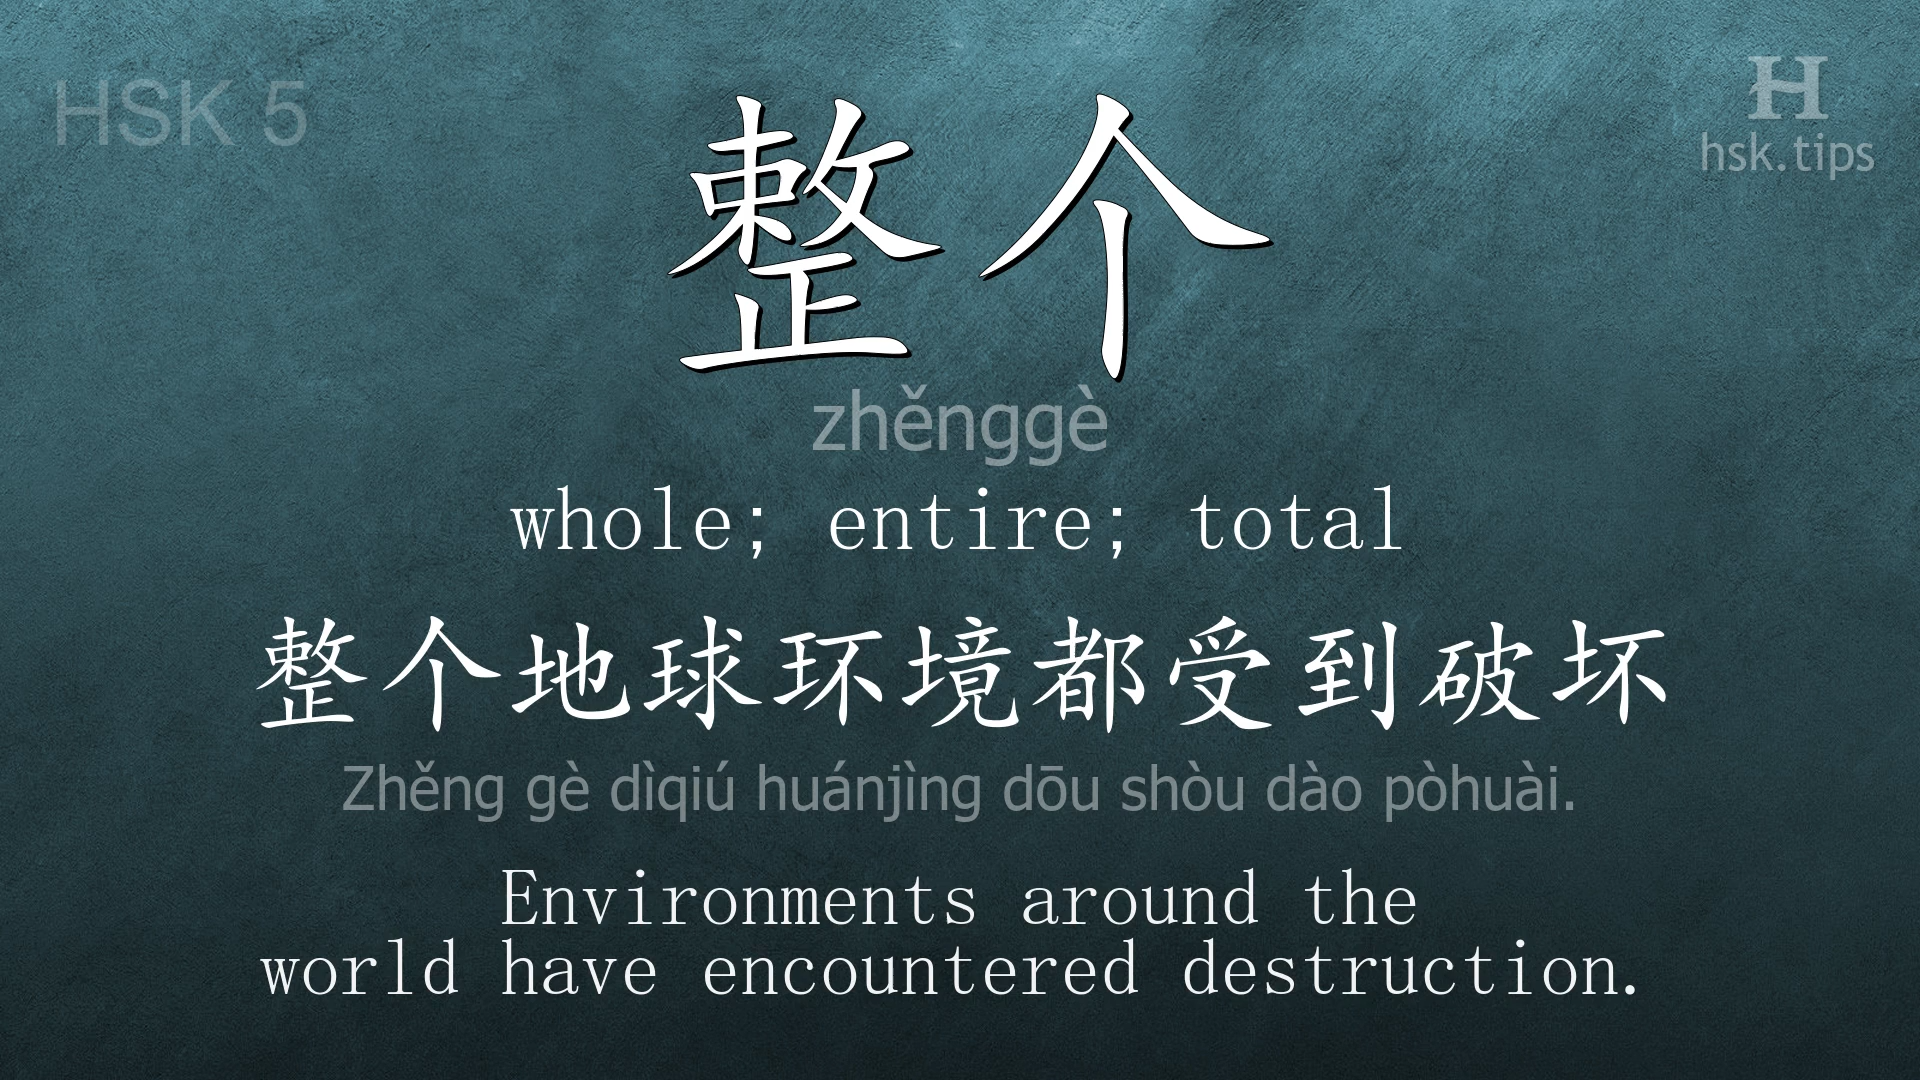 HSK 5
H
hsk.tips
整个
zhěnggè
whole; entire; total
整个地球环境都受到破坏
Zhěng gè dìqiú huánjìng dōu shòu dào pòhuài.
Environments around the
world have encountered destruction.